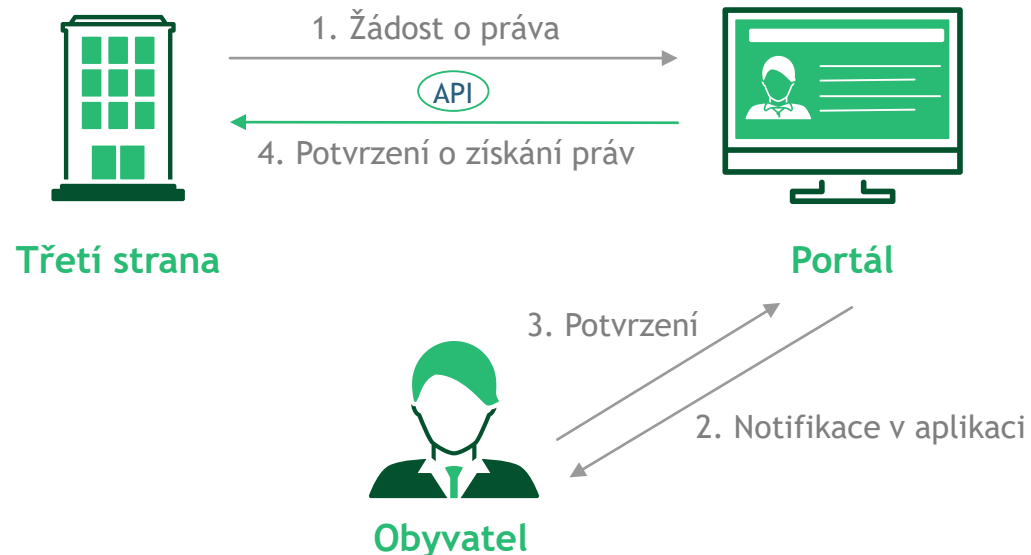 1. Žádost o práva
API
4. Potvrzení o získání práv
Třetí strana
Portál
3. Potvrzení
2. Notifikace v aplikaci
Obyvatel